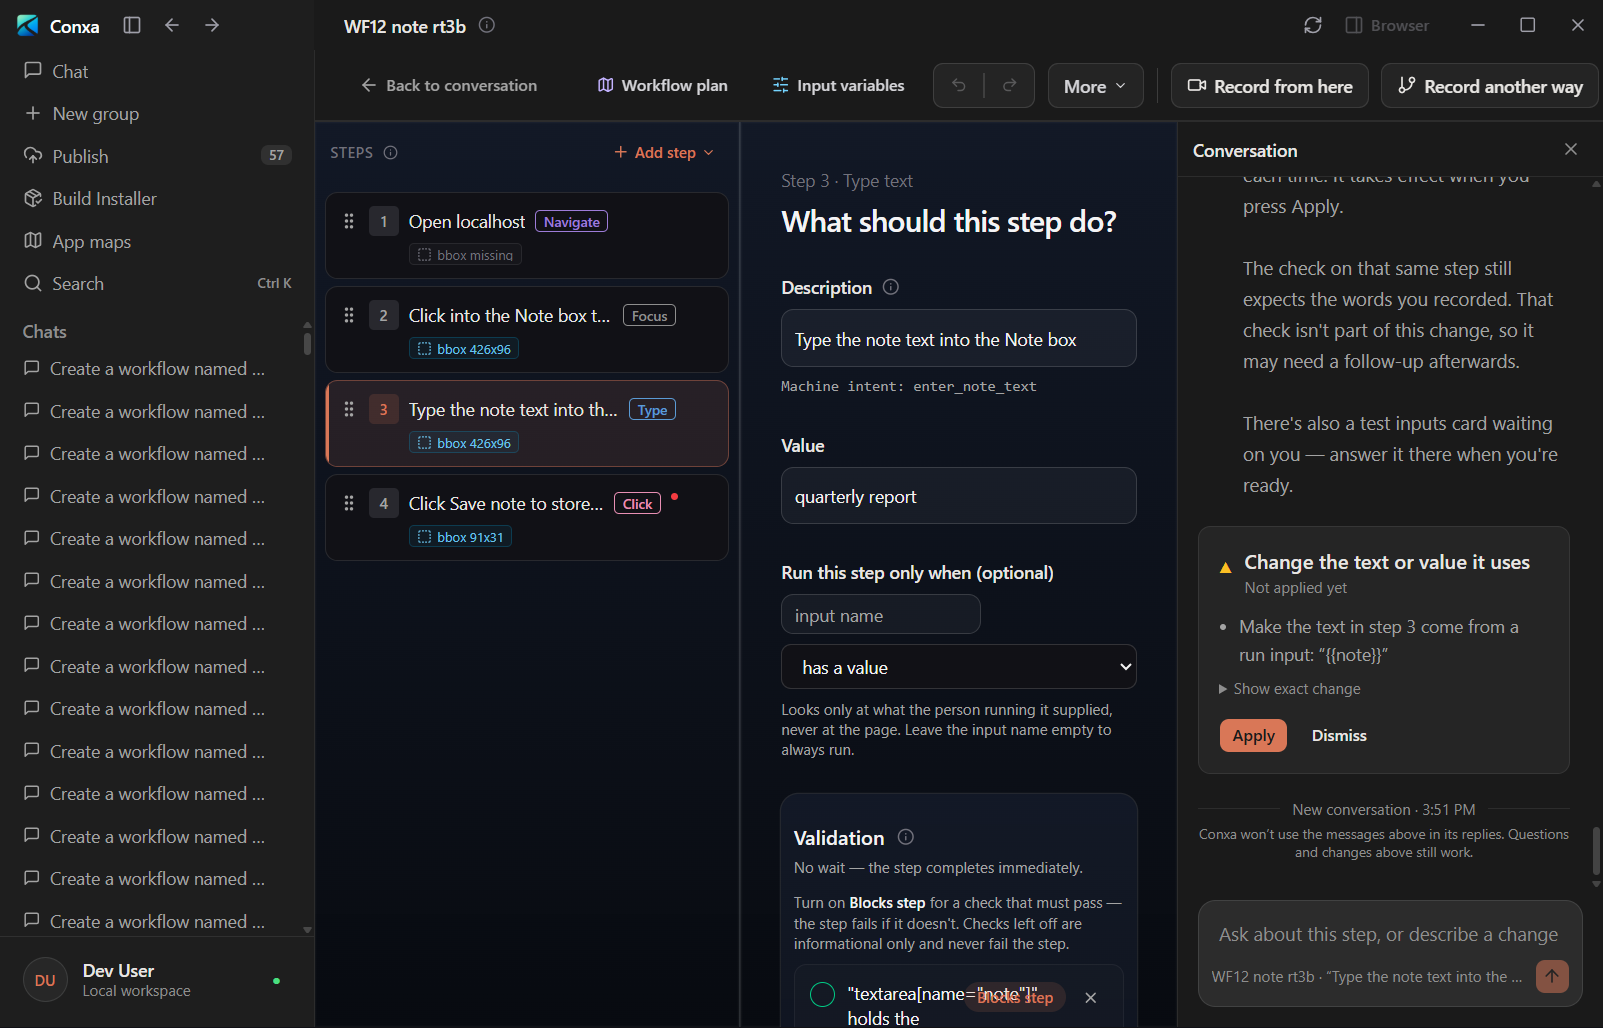 Conxa
WF12 note rt3b
Browser
Chat
New group
Publish
57
Build Installer
App maps
Search
Ctrl K
Chats
Create a workflow named ...
Create a workflow named ...
Create a workflow named ...
Create a workflow named ...
Create a workflow named ...
Create a workflow named ...
Create a workflow named ...
Create a workflow named ...
Create a workflow named ...
Create a workflow named ...
Create a workflow named ...
Create a workflow named ...
Create a workflow named ...
Create a workflow named ...
DU
Dev User
Local workspace
Back to conversation
Workflow plan
Input variables
More
Record from here
Record another way
STEPS
Add step
1
Open localhost
Navigate
bbox missing
2
Click into the Note box t...
Focus
bbox 426x96
3
Type the note text into th...
Type
bbox 426x96
4
Click Save note to store...
Click
bbox 91x31
Step 3 · Type text
What should this step do?
Description
Type the note text into the Note box
Machine intent: enter_note_text
Value
quarterly report
Run this step only when (optional)
input name
has a value
Looks only at what the person running it supplied,
never at the page. Leave the input name empty to
always run.
Validation
No wait — the step completes immediately.
Turn on Blocks step for a check that must pass —
the step fails if it doesn't. Checks left off are
informational only and never fail the step.
"textarea[name="note"]"
holds the
Blocks step
Conversation
each time. It takes effect when you
press Apply.
The check on that same step still
expects the words you recorded. That
check isn't part of this change, so it
may need a follow-up afterwards.
There's also a test inputs card waiting
on you — answer it there when you're
ready.
Change the text or value it uses
Not applied yet
• Make the text in step 3 come from a
run input: “{{note}}”
Show exact change
Apply
Dismiss
New conversation · 3:51 PM
Conxa won't use the messages above in its replies. Questions
and changes above still work.
Ask about this step, or describe a change
WF12 note rt3b · “Type the note text into the ...